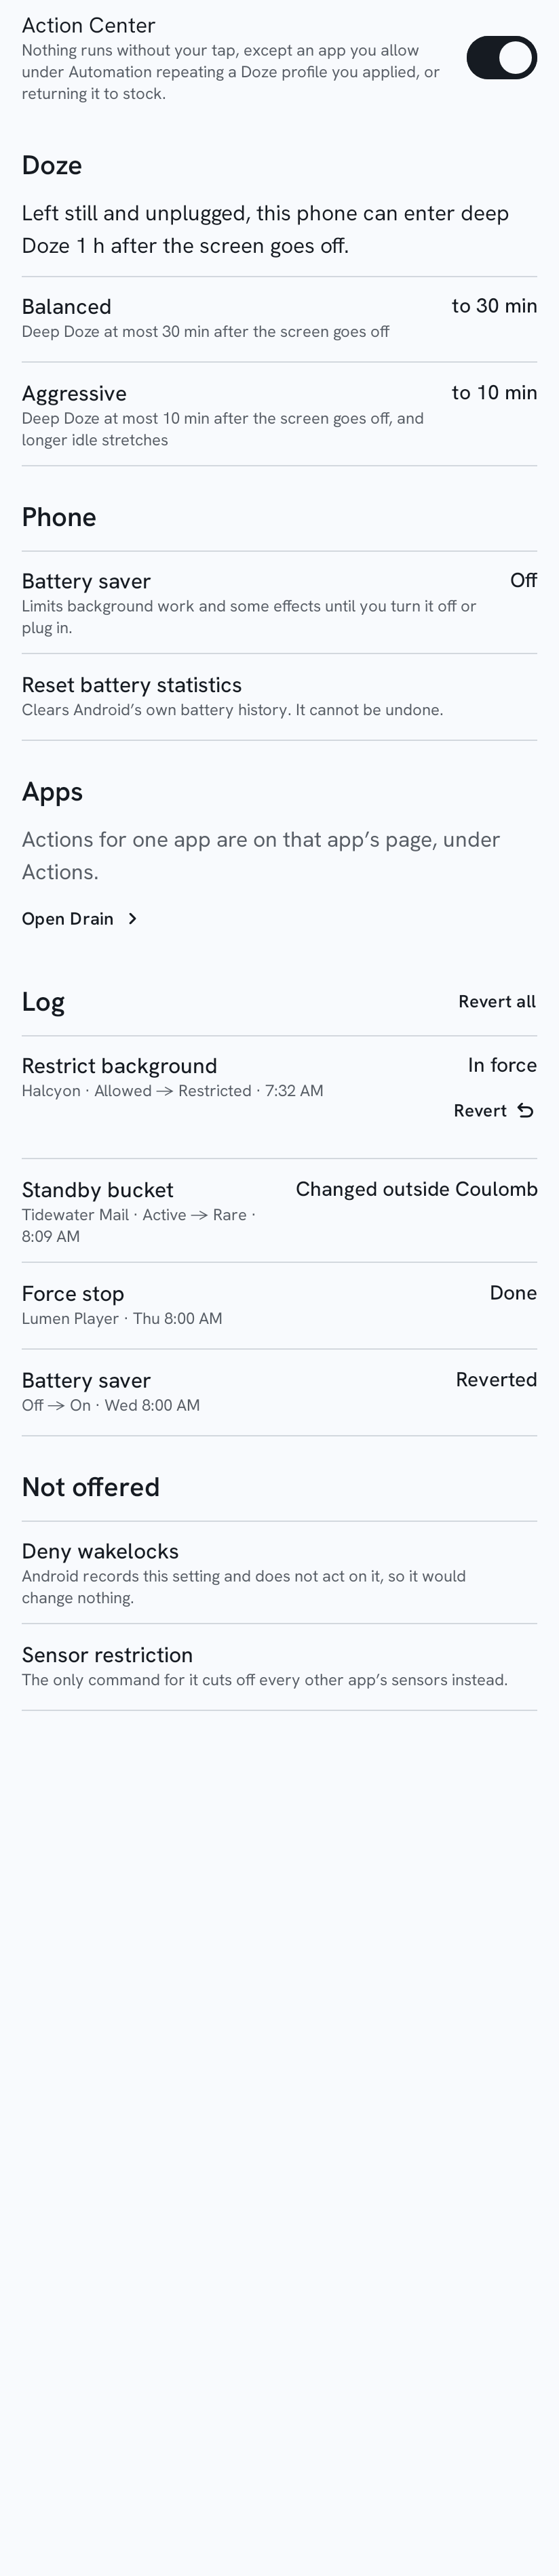 Action Center
Nothing runs without your tap, except an app you allow
under Automation repeating a Doze profile you applied, or
returning it to stock.
Doze
Left still and unplugged, this phone can enter deep
Doze 1 h after the screen goes off.
Balanced
to 30 min
Deep Doze at most 30 min after the screen goes off
Aggressive
to 10 min
Deep Doze at most 10 min after the screen goes off, and
longer idle stretches
Phone
Battery saver
Off
Limits background work and some effects until you turn it off or
plug in.
Reset battery statistics
Clears Android’s own battery history. It cannot be undone.
Apps
Actions for one app are on that app’s page, under
Actions.
Open Drain
Log
Revert all
Restrict background
In force
Halcyon · Allowed → Restricted · 7:32 AM
Revert
Standby bucket
Changed outside Coulomb
Tidewater Mail · Active → Rare ·
8:09 AM
Force stop
Done
Lumen Player · Thu 8:00 AM
Battery saver
Reverted
Off → On · Wed 8:00 AM
Not offered
Deny wakelocks
Android records this setting and does not act on it, so it would
change nothing.
Sensor restriction
The only command for it cuts off every other app’s sensors instead.